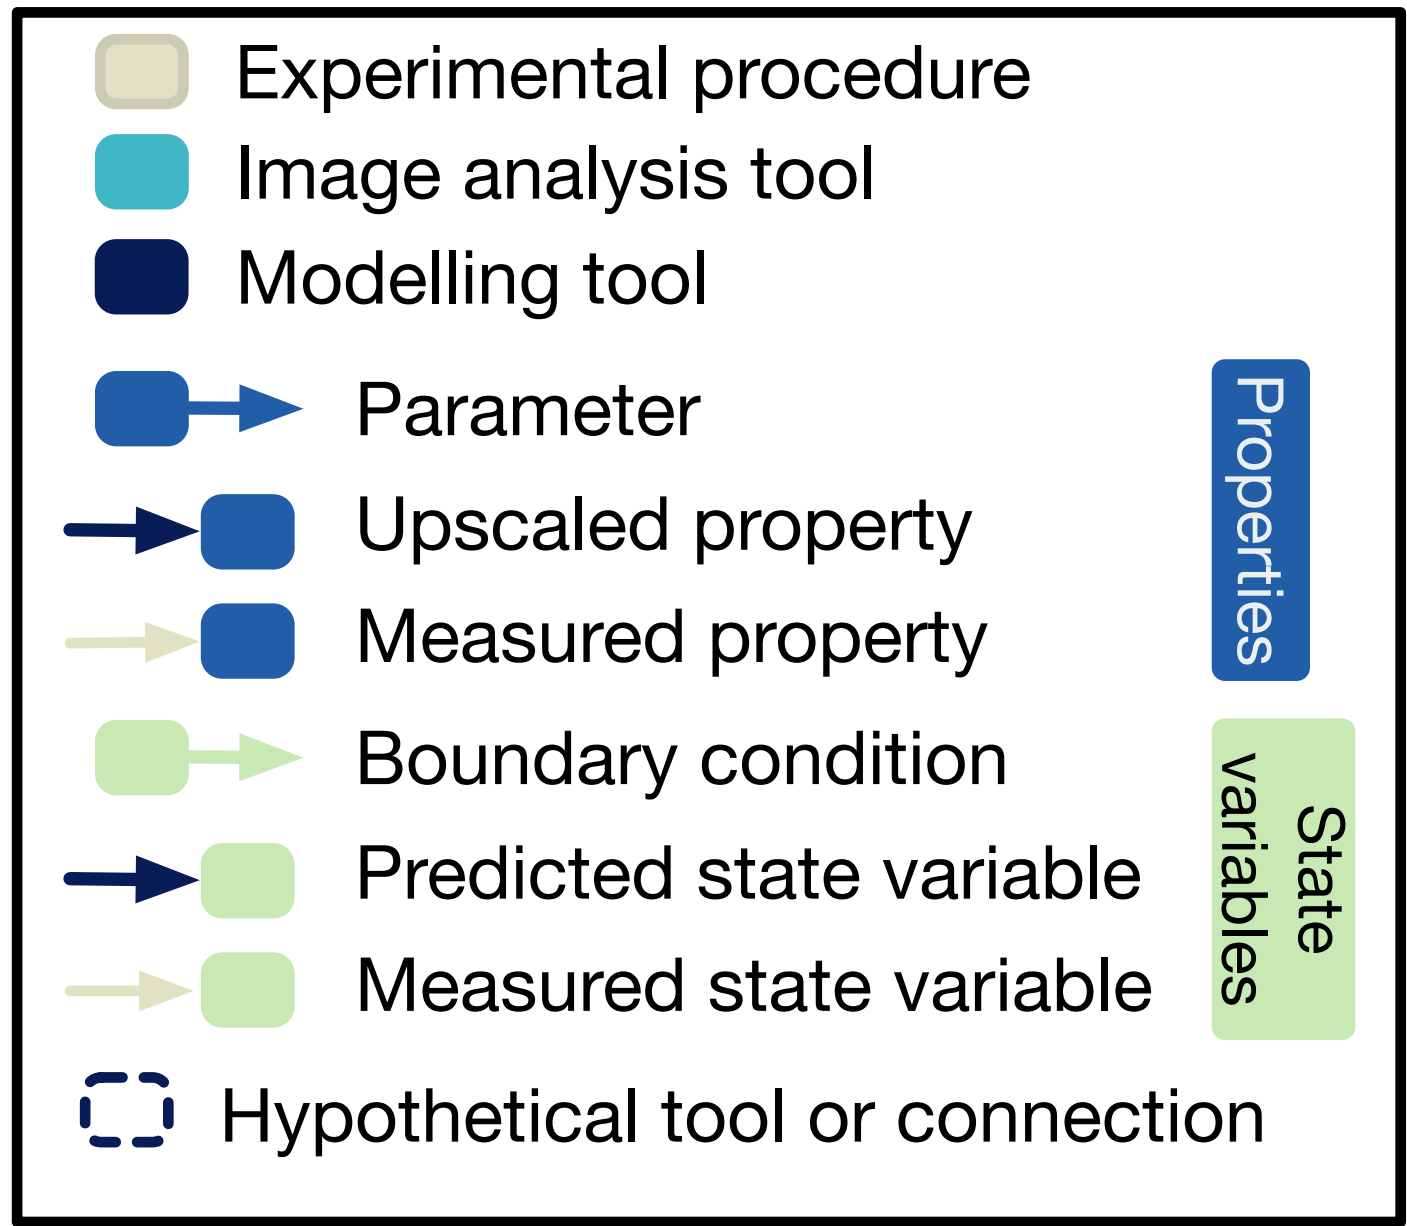 Experimental procedure
Image analysis tool
Modelling tool
Parameter
Upscaled property
Measured property
Properties
Boundary condition
Predicted state variable
Measured state variable
State
variables
Hypothetical tool or connection